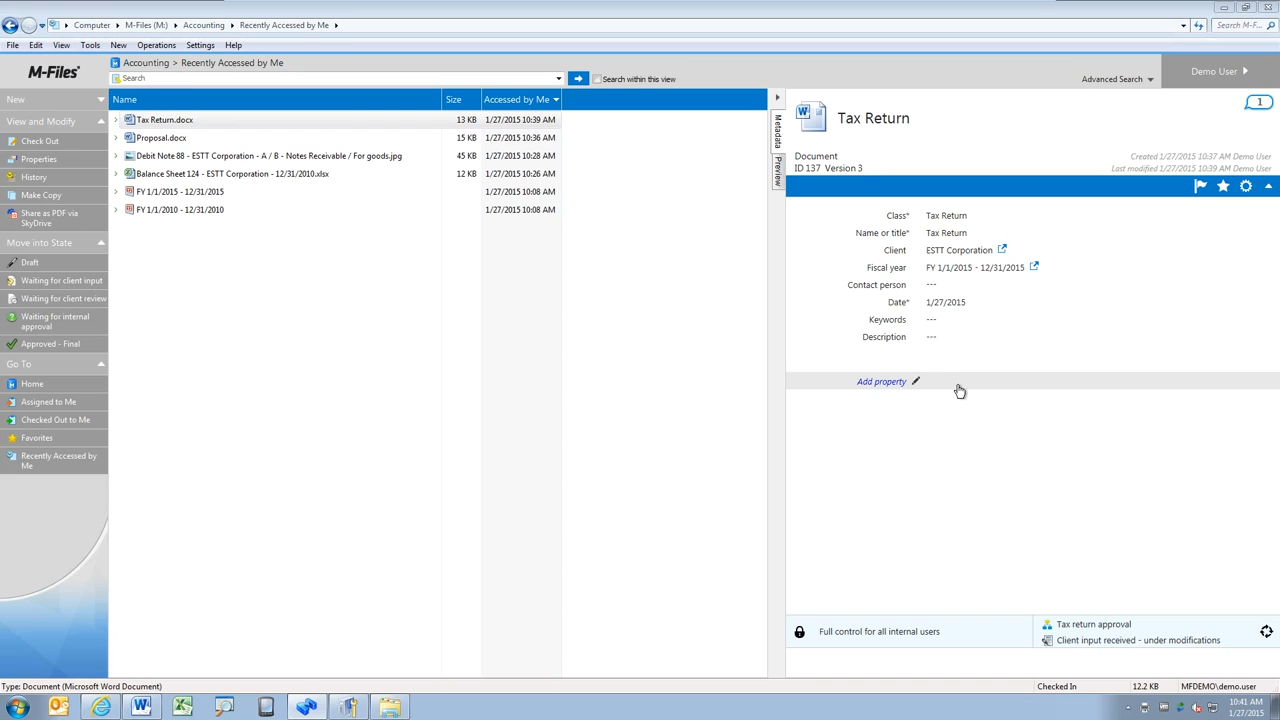 Computer ▸ M-Files (M:) ▸ Accounting ▸ Recently Accessed by Me ▸
Search M-F...
File Edit View Tools New Operations Settings Help
M-Files
Accounting > Recently Accessed by Me
Search
Search within this view
Advanced Search
Demo User
New
View and Modify
Check Out
Properties
History
Make Copy
Share as PDF via
SkyDrive
Move into State
Draft
Waiting for client input
Waiting for client review
Waiting for internal
approval
Approved - Final
Go To
Home
Assigned to Me
Checked Out to Me
Favorites
Recently Accessed by
Me
Name Size Accessed by Me
Tax Return.docx 13 KB 1/27/2015 10:39 AM
Proposal.docx 15 KB 1/27/2015 10:36 AM
Debit Note 88 - ESTT Corporation - A / B - Notes Receivable / For goods.jpg 45 KB 1/27/2015 10:28 AM
Balance Sheet 124 - ESTT Corporation - 12/31/2010.xlsx 12 KB 1/27/2015 10:26 AM
FY 1/1/2015 - 12/31/2015 1/27/2015 10:08 AM
FY 1/1/2010 - 12/31/2010 1/27/2015 10:08 AM
Metadata
Preview
Tax Return
1
Document
ID 137 Version 3
Created 1/27/2015 10:37 AM Demo User
Last modified 1/27/2015 10:39 AM Demo User
Class* Tax Return
Name or title* Tax Return
Client ESTT Corporation
Fiscal year FY 1/1/2015 - 12/31/2015
Contact person ---
Date* 1/27/2015
Keywords ---
Description ---
Add property
Full control for all internal users
Tax return approval
Client input received - under modifications
Type: Document (Microsoft Word Document)
Checked In 12.2 KB MFDEMO\demo.user
10:41 AM
1/27/2015